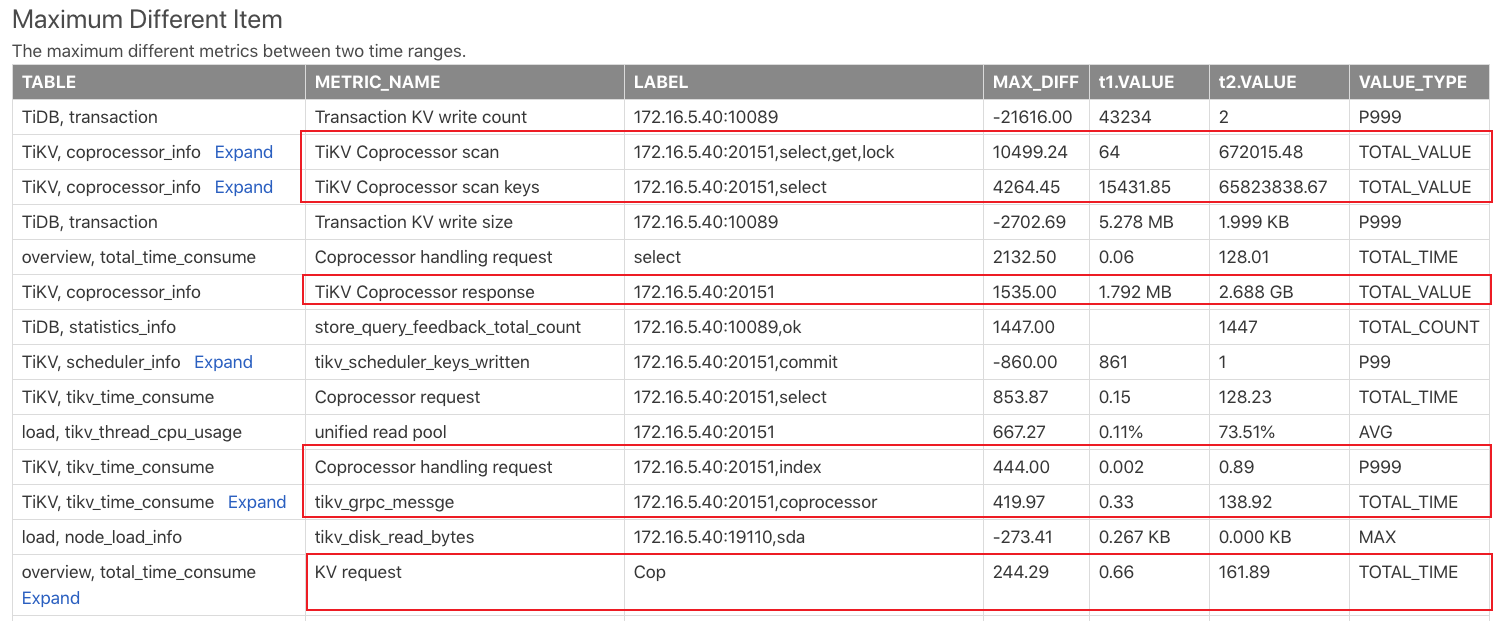 Maximum Different Item
The maximum different metrics between two time ranges.
TABLE METRIC_NAME LABEL MAX_DIFF t1.VALUE t2.VALUE VALUE_TYPE
TiDB, transaction Transaction KV write count 172.16.5.40:10089 -21616.00 43234 2 P999
TiKV, coprocessor_info Expand TiKV Coprocessor scan 172.16.5.40:20151,select,get,lock 10499.24 64 672015.48 TOTAL_VALUE
TiKV, coprocessor_info Expand TiKV Coprocessor scan keys 172.16.5.40:20151,select 4264.45 15431.85 65823838.67 TOTAL_VALUE
TiDB, transaction Transaction KV write size 172.16.5.40:10089 -2702.69 5.278 MB 1.999 KB P999
overview, total_time_consume Coprocessor handling request select 2132.50 0.06 128.01 TOTAL_TIME
TiKV, coprocessor_info TiKV Coprocessor response 172.16.5.40:20151 1535.00 1.792 MB 2.688 GB TOTAL_VALUE
TiDB, statistics_info store_query_feedback_total_count 172.16.5.40:10089,ok 1447.00 1447 TOTAL_COUNT
TiKV, scheduler_info Expand tikv_scheduler_keys_written 172.16.5.40:20151,commit -860.00 861 1 P99
TiKV, tikv_time_consume Coprocessor request 172.16.5.40:20151,select 853.87 0.15 128.23 TOTAL_TIME
load, tikv_thread_cpu_usage unified read pool 172.16.5.40:20151 667.27 0.11% 73.51% AVG
TiKV, tikv_time_consume Coprocessor handling request 172.16.5.40:20151,index 444.00 0.002 0.89 P999
TiKV, tikv_time_consume Expand tikv_grpc_messge 172.16.5.40:20151,coprocessor 419.97 0.33 138.92 TOTAL_TIME
load, node_load_info tikv_disk_read_bytes 172.16.5.40:19110,sda -273.41 0.267 KB 0.000 KB MAX
overview, total_time_consume KV request Cop 244.29 0.66 161.89 TOTAL_TIME
Expand